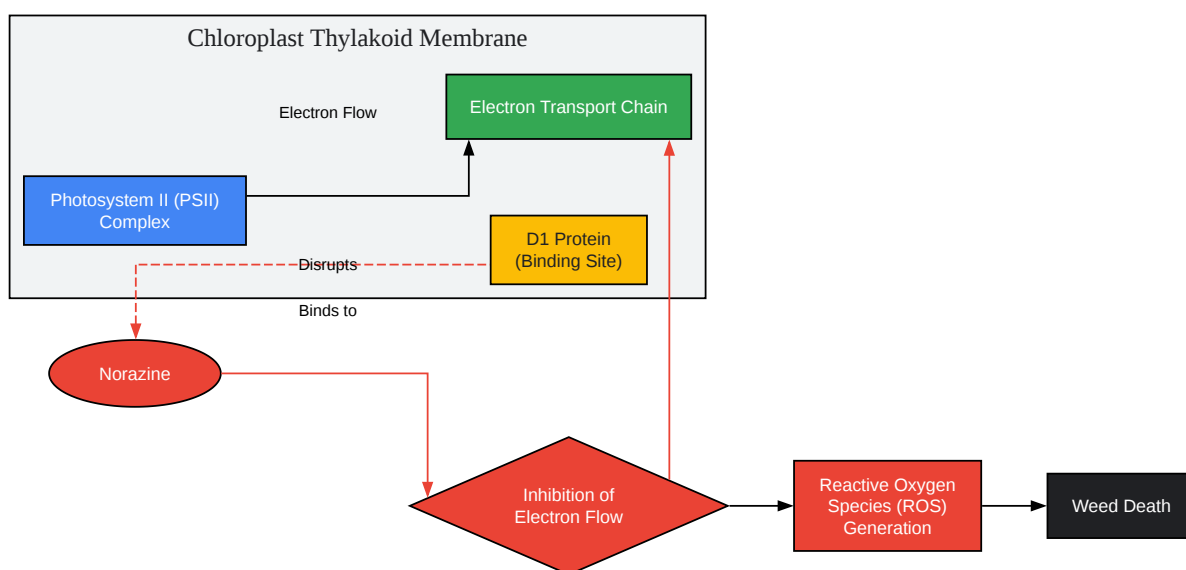 Chloroplast Thylakoid Membrane
Electron Flow
Electron Transport Chain
Photosystem II (PSII)
Complex
D1 Protein
(Binding Site)
Disrupts
Binds to
Norazine
Inhibition of
Electron Flow
Reactive Oxygen
Species (ROS)
Generation
Weed Death